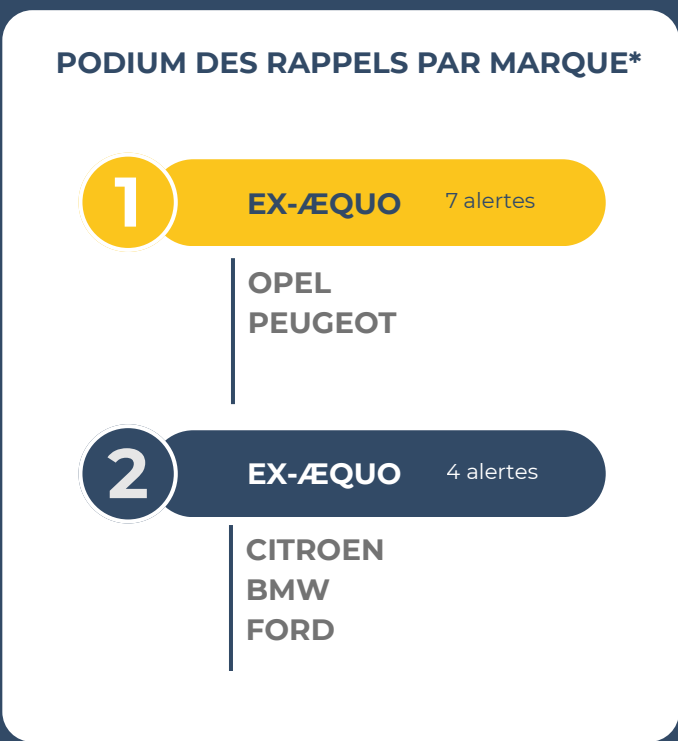 PODIUM DES RAPPELS PAR MARQUE*
1 EX-ÆQUO 7 alertes
OPEL
PEUGEOT
2 EX-ÆQUO 4 alertes
CITROEN
BMW
FORD